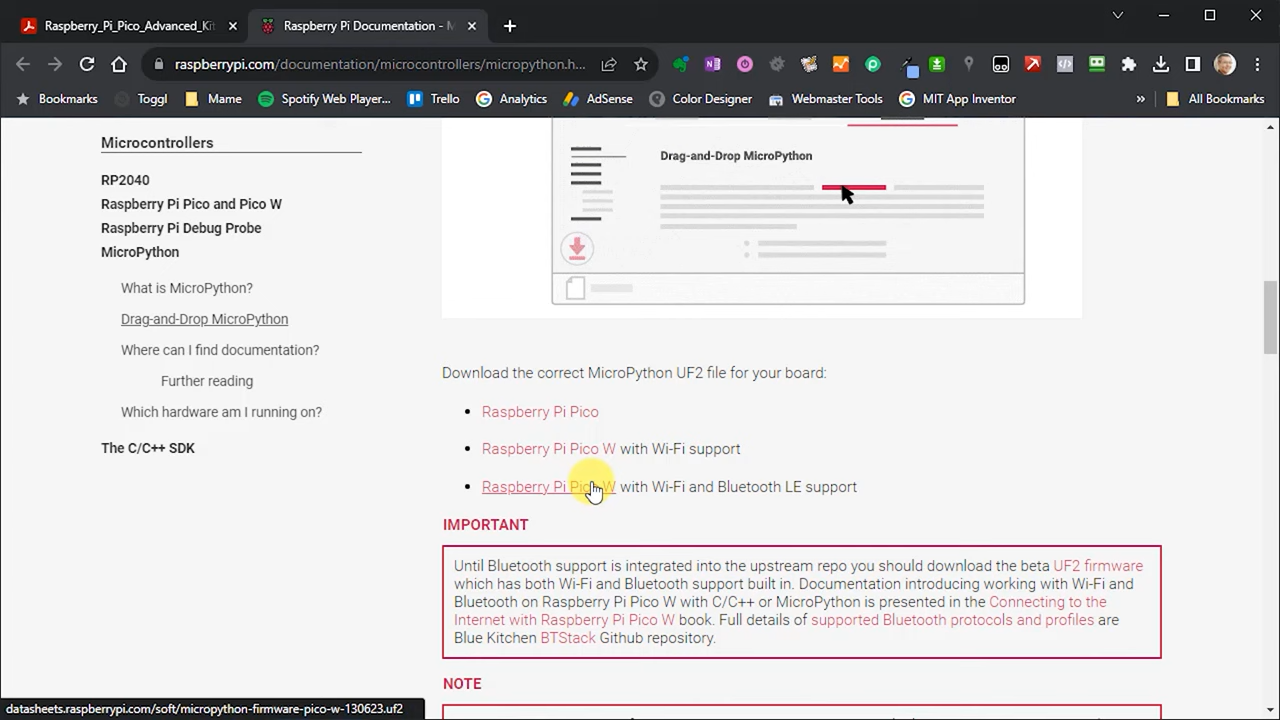 Raspberry_Pi_Pico_Advanced_Kit
Raspberry Pi Documentation - M
raspberrypi.com/documentation/microcontrollers/micropython.h...
Bookmarks
Toggl
Mame
Spotify Web Player...
Trello
Analytics
AdSense
Color Designer
Webmaster Tools
MIT App Inventor
»
All Bookmarks
Microcontrollers
RP2040
Raspberry Pi Pico and Pico W
Raspberry Pi Debug Probe
MicroPython
What is MicroPython?
Drag-and-Drop MicroPython
Where can I find documentation?
Further reading
Which hardware am I running on?
The C/C++ SDK
Drag-and-Drop MicroPython
Download the correct MicroPython UF2 file for your board:
Raspberry Pi Pico
Raspberry Pi Pico W with Wi-Fi support
Raspberry Pi Pico W with Wi-Fi and Bluetooth LE support
IMPORTANT
Until Bluetooth support is integrated into the upstream repo you should download the beta UF2 firmware
which has both Wi-Fi and Bluetooth support built in. Documentation introducing working with Wi-Fi and
Bluetooth on Raspberry Pi Pico W with C/C++ or MicroPython is presented in the Connecting to the
Internet with Raspberry Pi Pico W book. Full details of supported Bluetooth protocols and profiles are
Blue Kitchen BTStack Github repository.
NOTE
datasheets.raspberrypi.com/soft/micropython-firmware-pico-w-130623.uf2